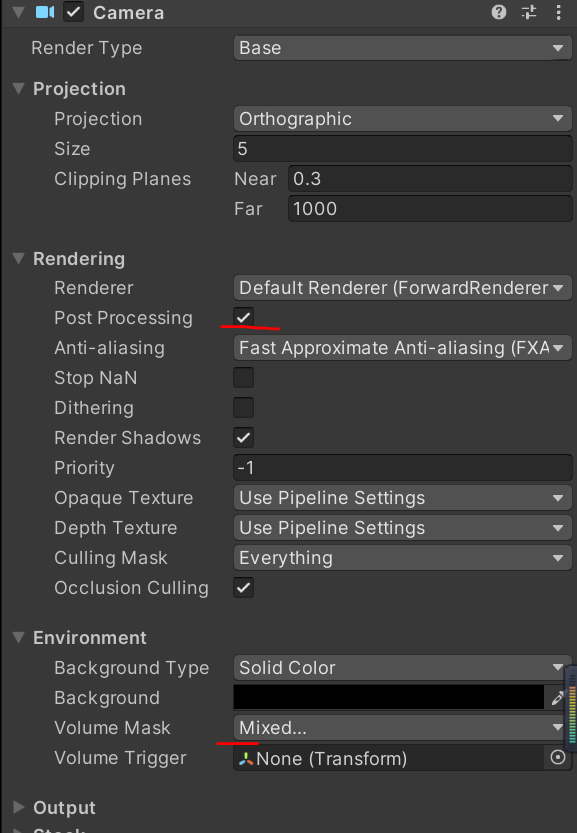 Camera
Render Type Base
Projection
Projection Orthographic
Size 5
Clipping Planes Near 0.3
Far 1000
Rendering
Renderer Default Renderer (ForwardRenderer
Post Processing
Anti-aliasing Fast Approximate Anti-aliasing (FXA
Stop NaN
Dithering
Render Shadows
Priority -1
Opaque Texture Use Pipeline Settings
Depth Texture Use Pipeline Settings
Culling Mask Everything
Occlusion Culling
Environment
Background Type Solid Color
Background
Volume Mask Mixed...
Volume Trigger None (Transform)
Output
Stack